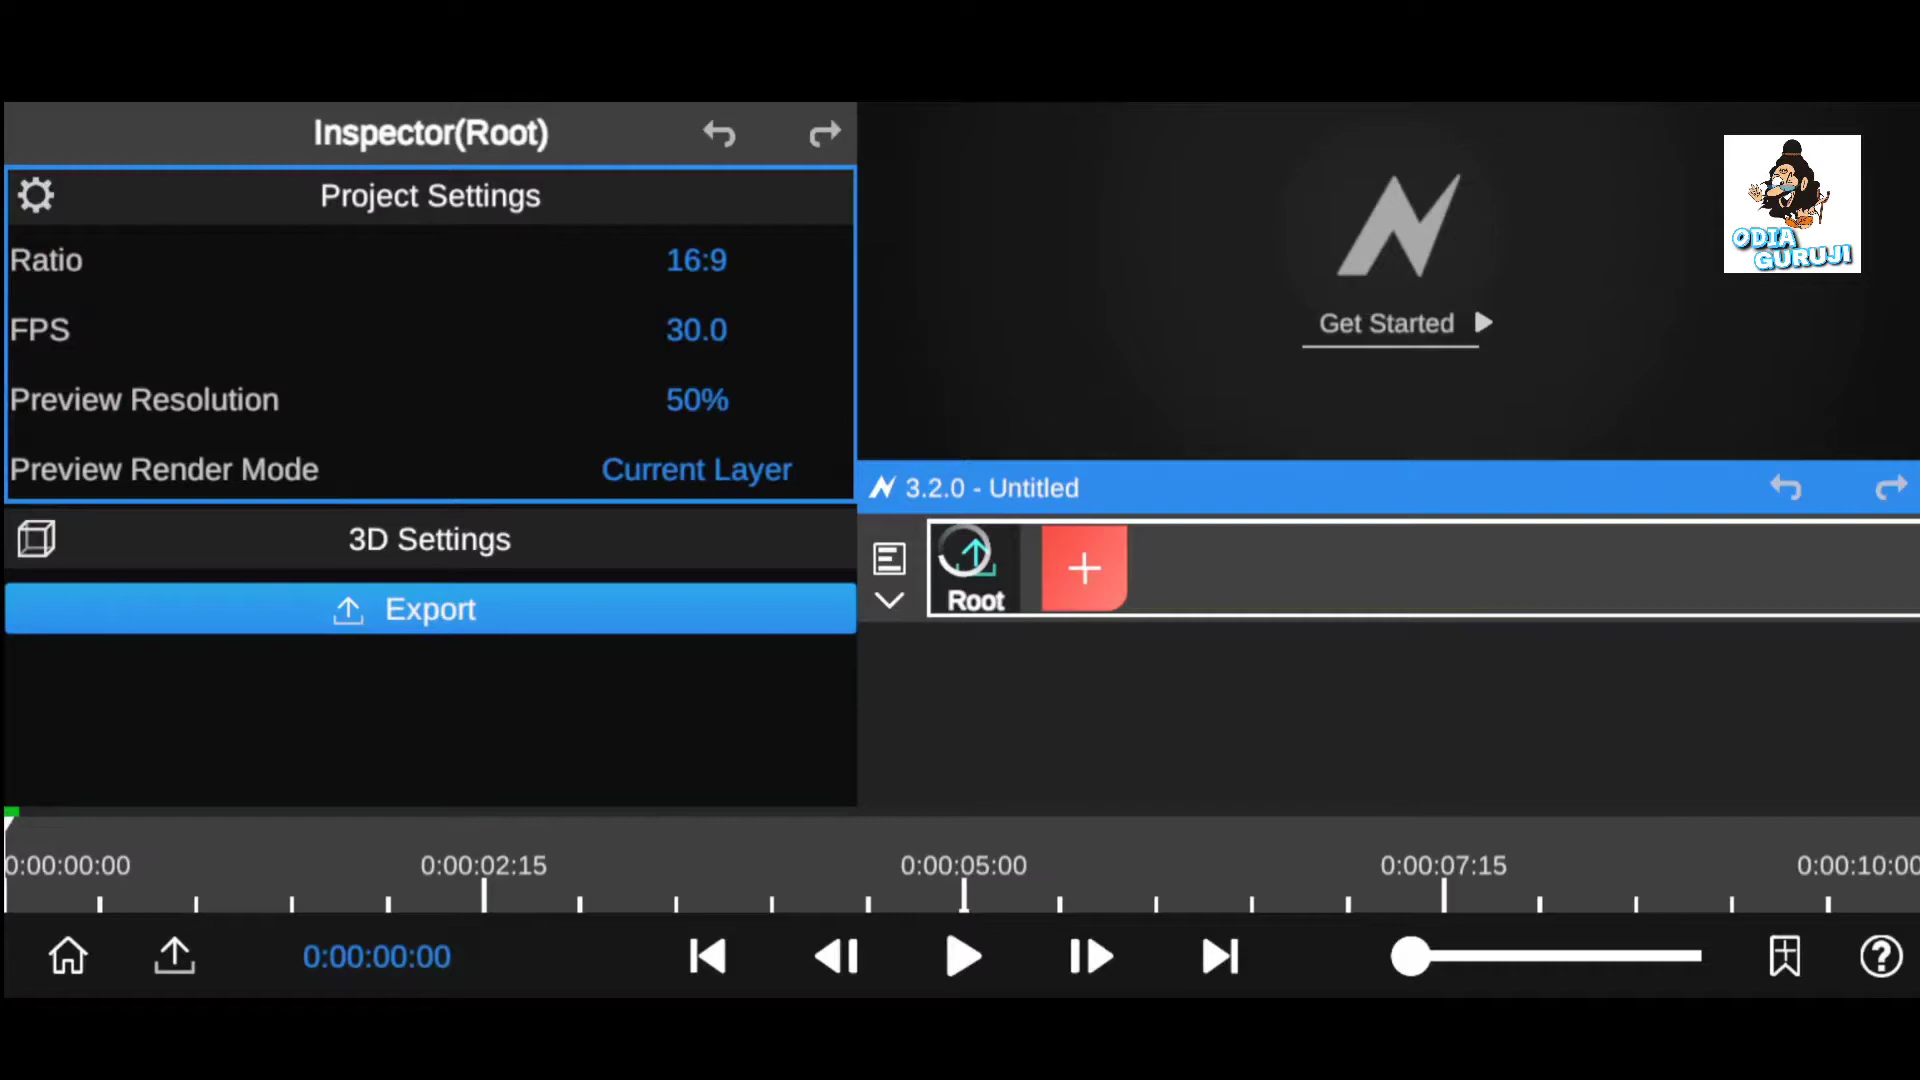 Inspector(Root)
Project Settings
Ratio 16:9
FPS 30.0
Preview Resolution 50%
Preview Render Mode Current Layer
3D Settings
Export
Get Started
ODIA
GURUJI
3.2.0 - Untitled
Root
0:00:00:00 0:00:02:15 0:00:05:00 0:00:07:15 0:00:10:00
0:00:00:00